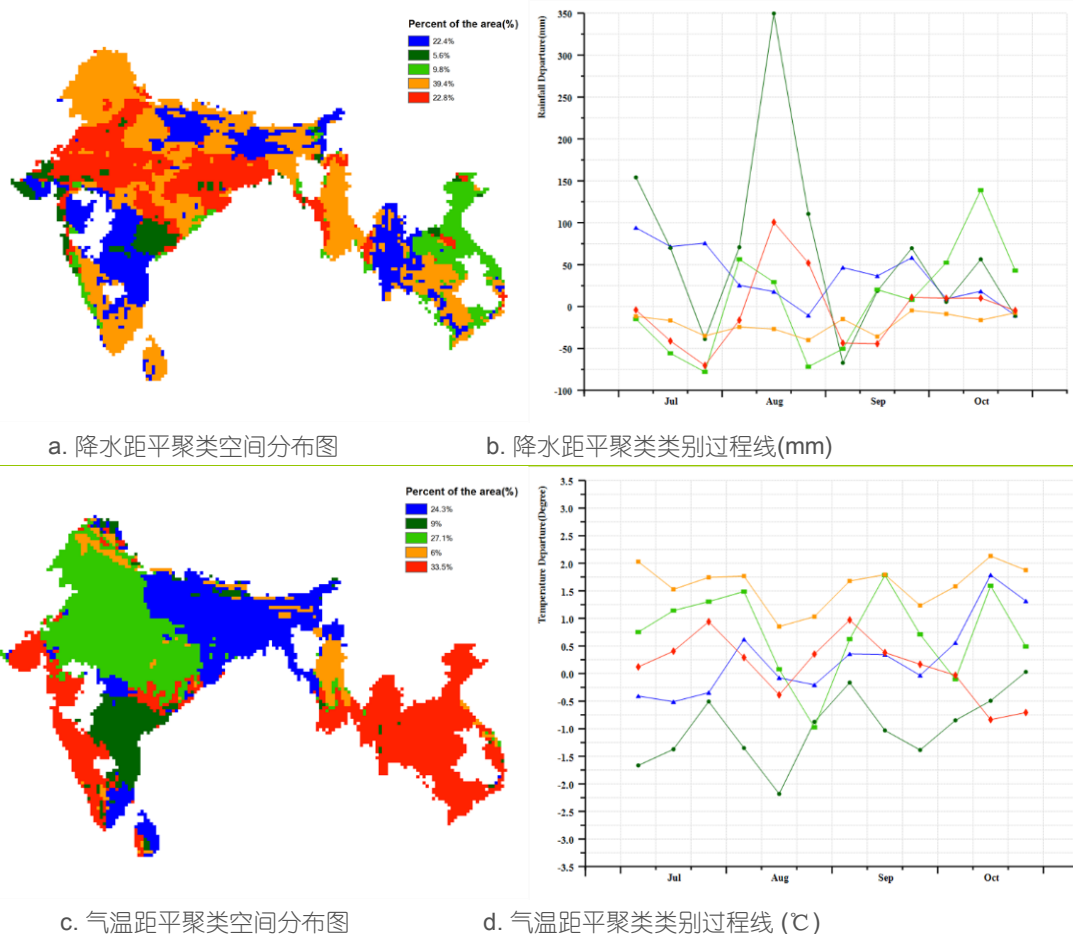 Percent of the area(%)
22.4%
5.6%
9.8%
39.4%
22.8%
Rainfall Departure(mm)
350
300
250
200
150
100
50
0
-50
-100
Jul
Aug
Sep
Oct
a. 降水距平聚类空间分布图
b. 降水距平聚类类别过程线(mm)
Percent of the area(%)
24.3%
9%
27.1%
6%
33.5%
Temperature Departure(Degree)
3.5
3.0
2.5
2.0
1.5
1.0
0.5
0.0
-0.5
-1.0
-1.5
-2.0
-2.5
-3.0
-3.5
Jul
Aug
Sep
Oct
c. 气温距平聚类空间分布图
d. 气温距平聚类类别过程线 (℃)